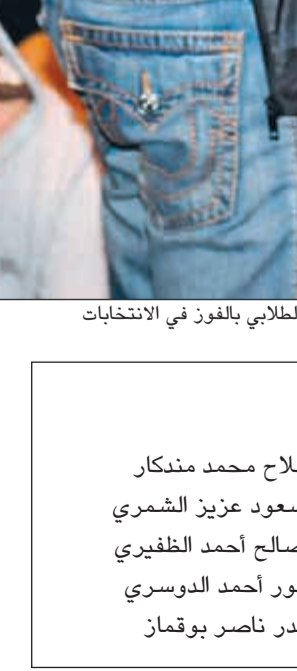 لطلابي بالفوز في الانتخابات
لاح محمد مندكار
سعود عزيز الشمري
صالح أحمد الظفيري
ور أحمد الدوسري
در ناصر بوقماز